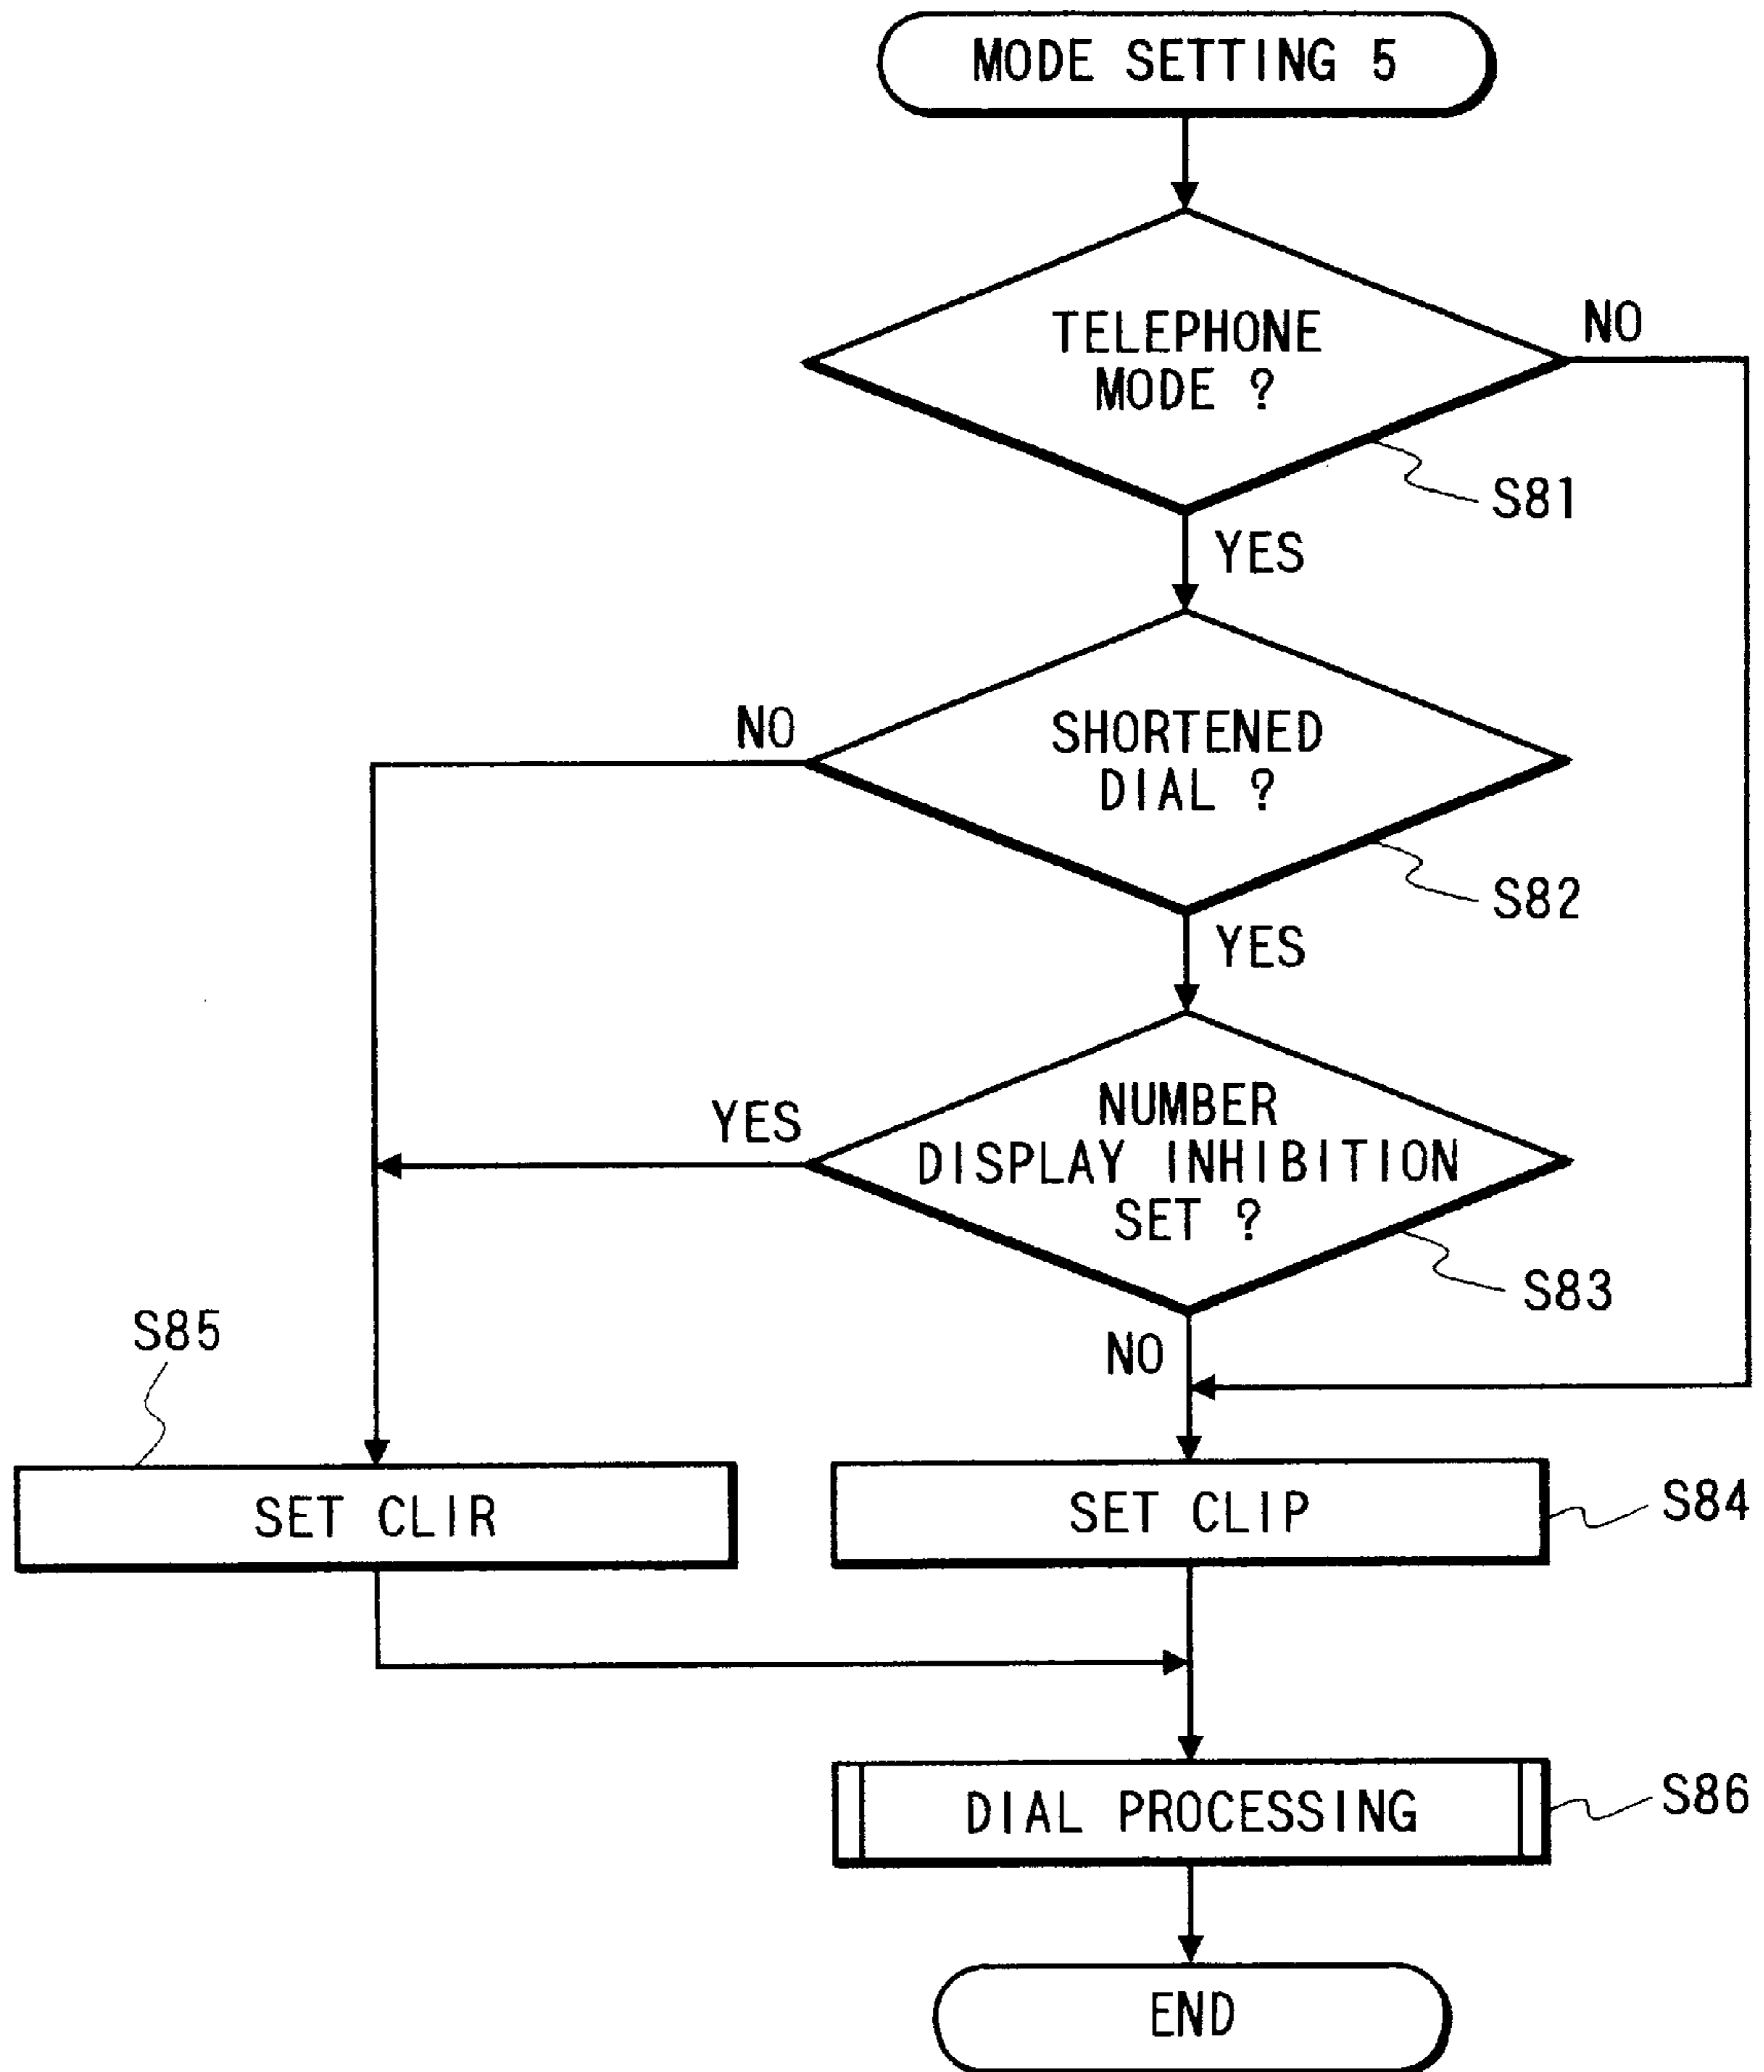 MODE SETTING 5
TELEPHONE
MODE ?
NO
S81
YES
SHORTENED
DIAL ?
NO
S82
YES
NUMBER
DISPLAY INHIBITION
SET ?
YES
S83
NO
S85
SET CLIR
SET CLIP
S84
DIAL PROCESSING
S86
END